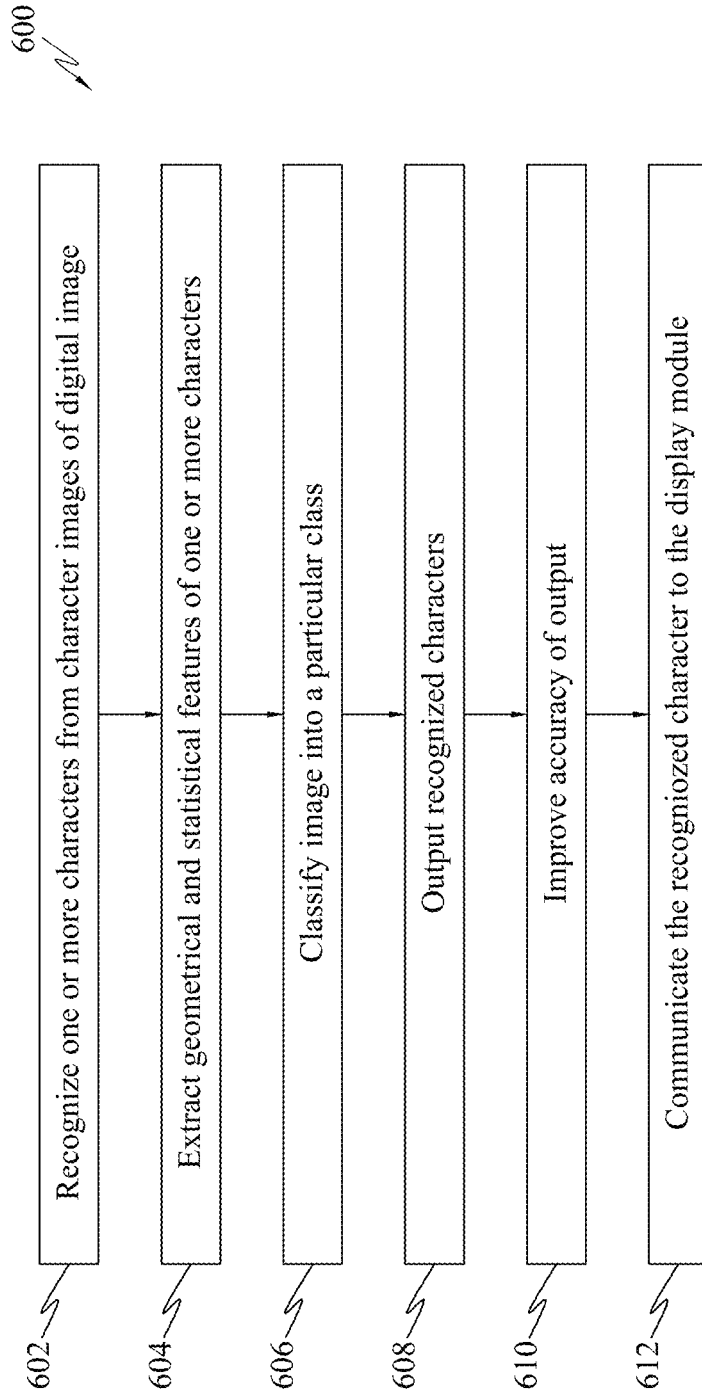 600
602
Recognize one or more characters from character images of digital image
604
Extract geometrical and statistical features of one or more characters
606
Classify image into a particular class
608
Output recognized characters
610
Improve accuracy of output
612
Communicate the recogniozed character to the display module